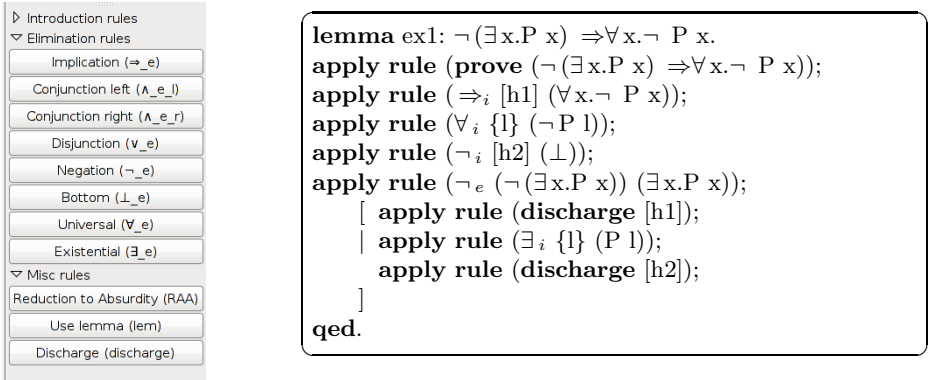 Introduction rules
Elimination rules
Implication (⇒_e)
Conjunction left (∧_e_l)
Conjunction right (∧_e_r)
Disjunction (∨_e)
Negation (¬_e)
Bottom (⊥_e)
Universal (∀_e)
Existential (∃_e)
Misc rules
Reduction to Absurdity (RAA)
Use lemma (lem)
Discharge (discharge)
lemma ex1: ¬ (∃ x.P x) ⇒∀ x.¬ P x.
apply rule (prove (¬ (∃ x.P x) ⇒∀ x.¬ P x));
apply rule (⇒ᵢ [h1] (∀ x.¬ P x));
apply rule (∀ ᵢ {l} (¬ P l));
apply rule (¬ ᵢ [h2] (⊥));
apply rule (¬ ₑ (¬ (∃ x.P x)) (∃ x.P x));
[ apply rule (discharge [h1]);
| apply rule (∃ ᵢ {l} (P l));
apply rule (discharge [h2]);
]
qed.